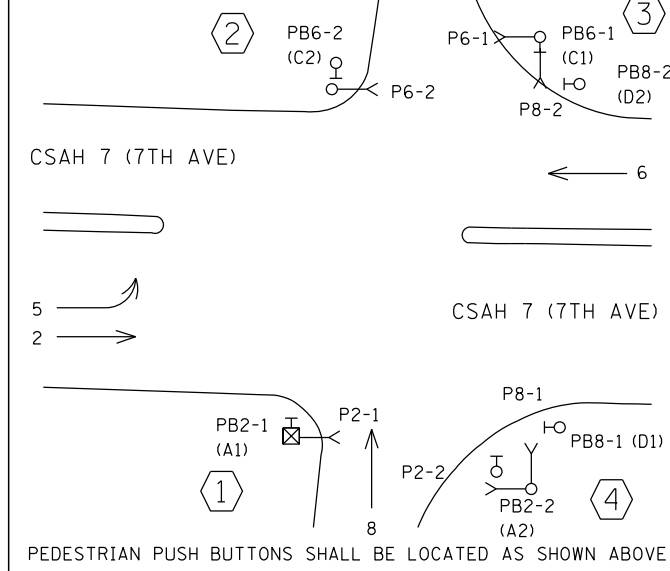 2
PB6-2
(C2)
P6-2
P6-1
PB6-1
(C1)
3
PB8-2
(D2)
P8-2
CSAH 7 (7TH AVE)
6
5
2
CSAH 7 (7TH AVE)
P8-1
PB2-1
(A1)
P2-1
PB8-1 (D1)
P2-2
1
8
PB2-2
(A2)
4
PEDESTRIAN PUSH BUTTONS SHALL BE LOCATED AS SHOWN ABOVE